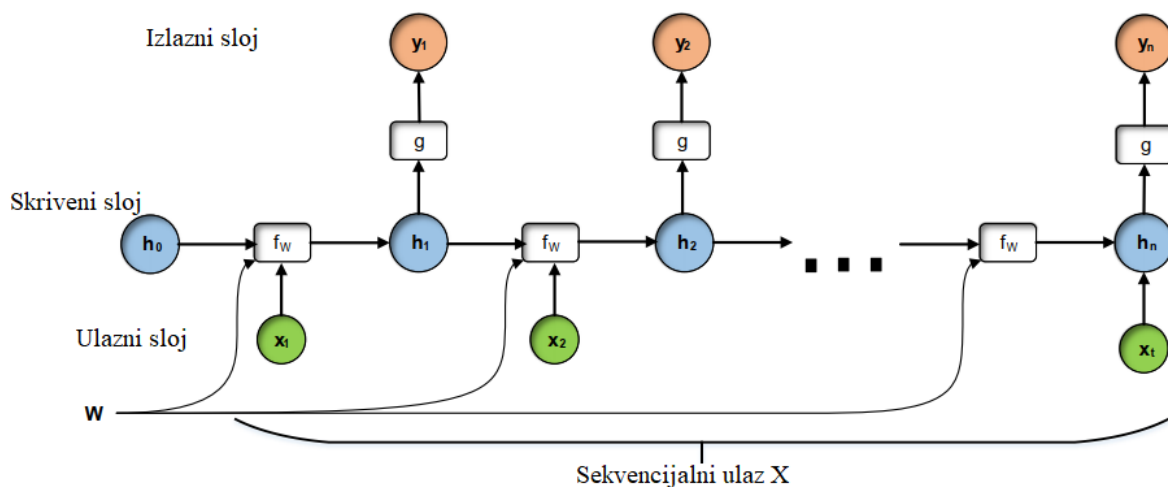 Izlazni sloj
y1 y2 yn
g g g
Skriveni sloj
h0 fW h1 fW h2 fW hn
Ulazni sloj
x1 x2 xt
W
Sekvencijalni ulaz X